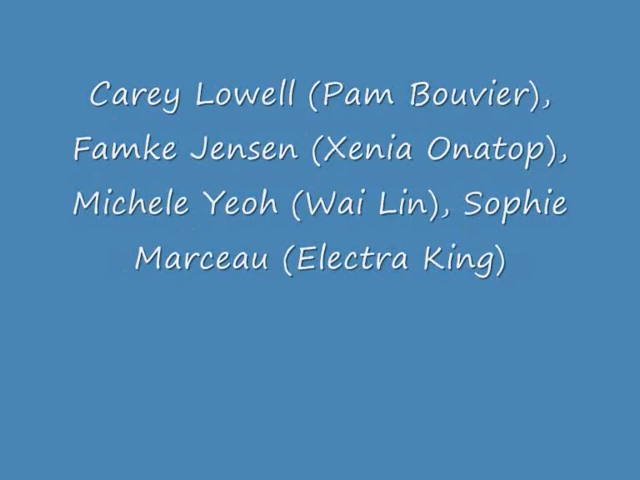 Carey Lowell (Pam Bouvier),
Famke Jensen (Xenia Onatop),
Michele Yeoh (Wai Lin), Sophie
Marceau (Electra King)